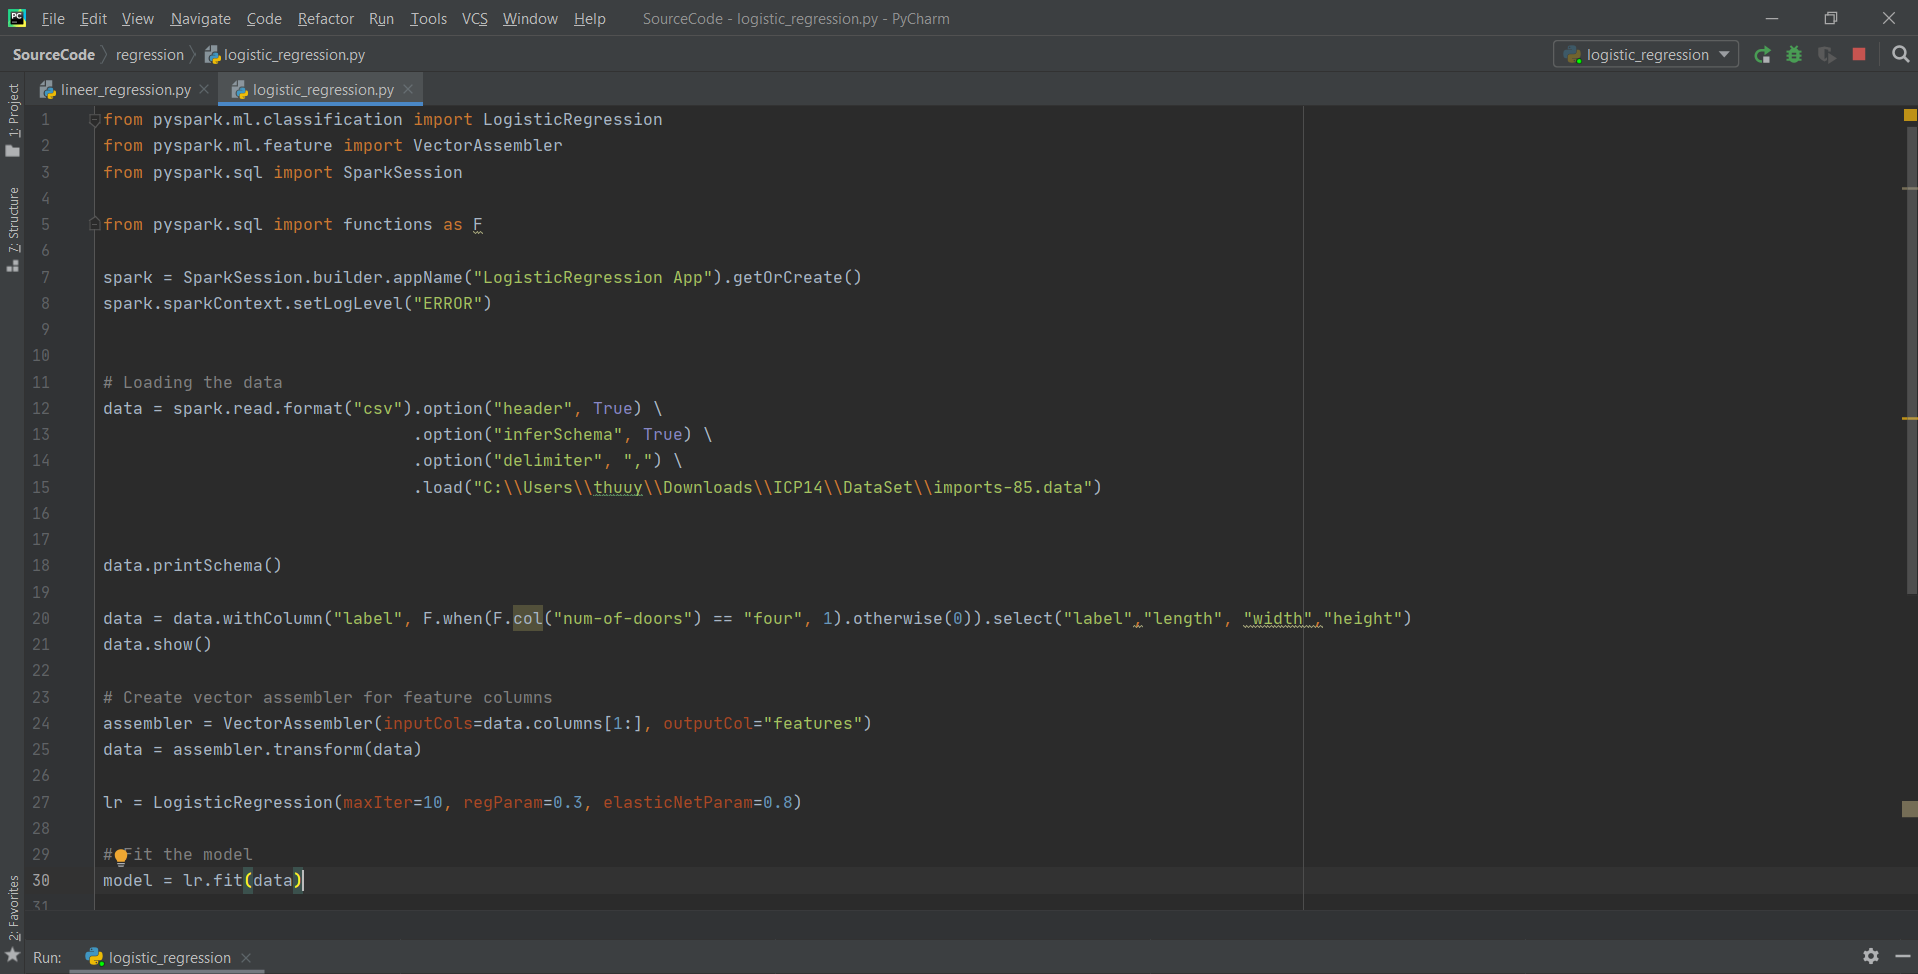 PC File Edit View Navigate Code Refactor Run Tools VCS Window Help SourceCode - logistic_regression.py - PyCharm
SourceCode regression logistic_regression.py logistic_regression
lineer_regression.py logistic_regression.py
1: Project
7: Structure
2: Favorites
1 from pyspark.ml.classification import LogisticRegression
2 from pyspark.ml.feature import VectorAssembler
3 from pyspark.sql import SparkSession
4
5 from pyspark.sql import functions as F
6
7 spark = SparkSession.builder.appName("LogisticRegression App").getOrCreate()
8 spark.sparkContext.setLogLevel("ERROR")
9
10
11 # Loading the data
12 data = spark.read.format("csv").option("header", True) \
13 .option("inferSchema", True) \
14 .option("delimiter", ",") \
15 .load("C:\\Users\\thuuy\\Downloads\\ICP14\\DataSet\\imports-85.data")
16
17
18 data.printSchema()
19
20 data = data.withColumn("label", F.when(F.col("num-of-doors") == "four", 1).otherwise(0)).select("label","length", "width","height")
21 data.show()
22
23 # Create vector assembler for feature columns
24 assembler = VectorAssembler(inputCols=data.columns[1:], outputCol="features")
25 data = assembler.transform(data)
26
27 lr = LogisticRegression(maxIter=10, regParam=0.3, elasticNetParam=0.8)
28
29 # Fit the model
30 model = lr.fit(data)
31
Run: logistic_regression